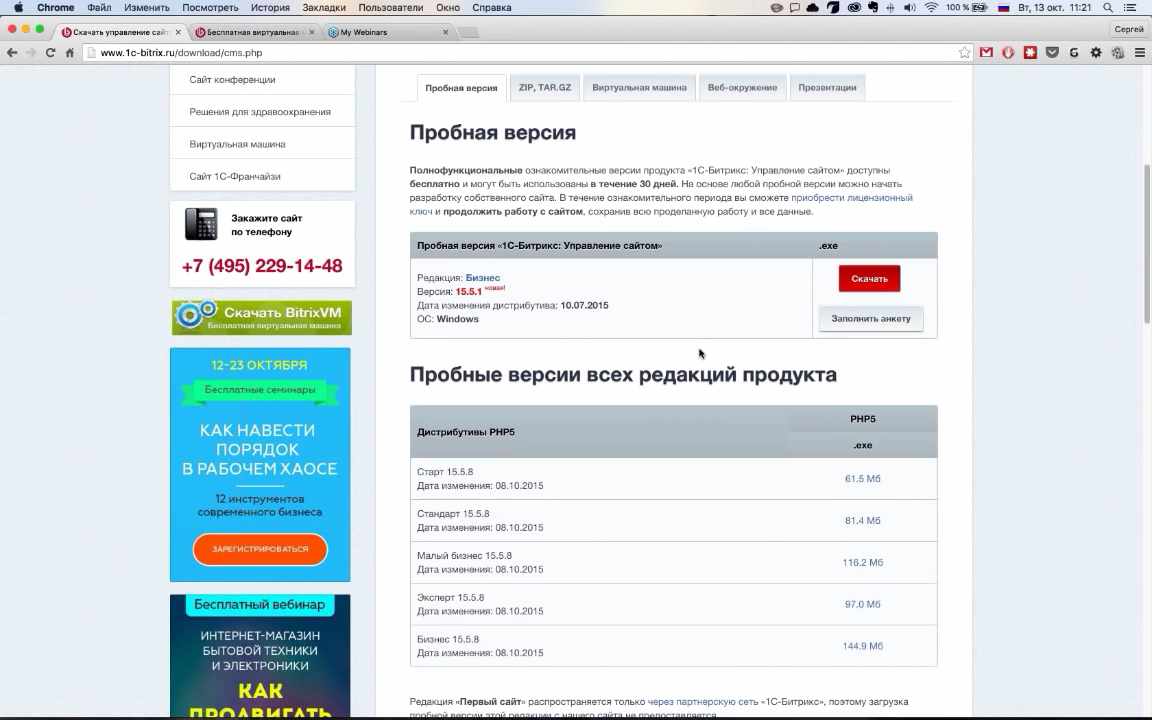 Chrome Файл Изменить Посмотреть История Закладки Пользователи Окно Справка
100 % Вт, 13 окт. 11:21
Скачать управление сайт
Бесплатная виртуальная
My Webinars
Сергей
www.1c-bitrix.ru/download/cms.php
Сайт конференции
Решения для здравоохранения
Виртуальная машина
Сайт 1С-Франчайзи
Закажите сайт
по телефону
+7 (495) 229-14-48
Скачать BitrixVM
Бесплатная виртуальная машина
12-23 ОКТЯБРЯ
Бесплатные семинары
КАК НАВЕСТИ
ПОРЯДОК
В РАБОЧЕМ ХАОСЕ
12 инструментов
современного бизнеса
ЗАРЕГИСТРИРОВАТЬСЯ
Бесплатный вебинар
ИНТЕРНЕТ-МАГАЗИН
БЫТОВОЙ ТЕХНИКИ
И ЭЛЕКТРОНИКИ
КАК
ПРОДВИГАТЬ
Пробная версия ZIP, TAR.GZ Виртуальная машина Веб-окружение Презентации
Пробная версия
Полнофункциональные ознакомительные версии продукта «1С-Битрикс: Управление сайтом» доступны
бесплатно и могут быть использованы в течение 30 дней. На основе любой пробной версии можно начать
разработку собственного сайта. В течение ознакомительного периода вы сможете приобрести лицензионный
ключ и продолжить работу с сайтом, сохранив всю проделанную работу и все данные.
Пробная версия «1С-Битрикс: Управление сайтом» .exe
Редакция: Бизнес
Версия: 15.5.1 новая!
Дата изменения дистрибутива: 10.07.2015
ОС: Windows
Скачать
Заполнить анкету
Пробные версии всех редакций продукта
Дистрибутивы PHP5
PHP5
.exe
Старт 15.5.8
Дата изменения: 08.10.2015
61.5 Мб
Стандарт 15.5.8
Дата изменения: 08.10.2015
81.4 Мб
Малый бизнес 15.5.8
Дата изменения: 08.10.2015
116.2 Мб
Эксперт 15.5.8
Дата изменения: 08.10.2015
97.0 Мб
Бизнес 15.5.8
Дата изменения: 08.10.2015
144.9 Мб
Редакция «Первый сайт» распространяется только через партнерскую сеть «1С-Битрикс», поэтому загрузка
пробной версии этой редакции с нашего сайта не предоставляется.